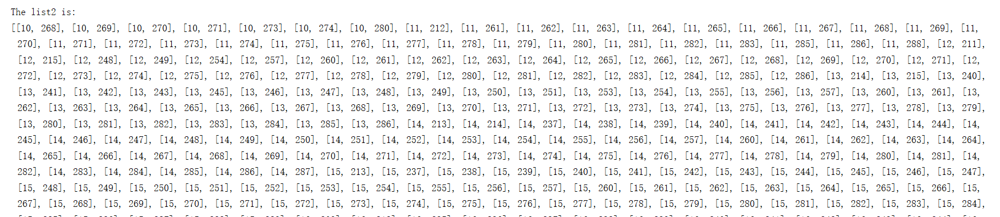 The list2 is:
[[10, 268], [10, 269], [10, 270], [10, 271], [10, 273], [10, 274], [10, 280], [11, 212], [11, 261], [11, 262], [11, 263], [11, 264], [11, 265], [11, 266], [11, 267], [11, 268], [11, 269], [11,
270], [11, 271], [11, 272], [11, 273], [11, 274], [11, 275], [11, 276], [11, 277], [11, 278], [11, 279], [11, 280], [11, 281], [11, 282], [11, 283], [11, 285], [11, 286], [11, 288], [12, 211],
[12, 215], [12, 248], [12, 249], [12, 254], [12, 257], [12, 260], [12, 261], [12, 262], [12, 263], [12, 264], [12, 265], [12, 266], [12, 267], [12, 268], [12, 269], [12, 270], [12, 271], [12,
272], [12, 273], [12, 274], [12, 275], [12, 276], [12, 277], [12, 278], [12, 279], [12, 280], [12, 281], [12, 282], [12, 283], [12, 284], [12, 285], [12, 286], [13, 214], [13, 215], [13, 240],
[13, 241], [13, 242], [13, 243], [13, 245], [13, 246], [13, 247], [13, 248], [13, 249], [13, 250], [13, 251], [13, 253], [13, 254], [13, 255], [13, 256], [13, 257], [13, 260], [13, 261], [13,
262], [13, 263], [13, 264], [13, 265], [13, 266], [13, 267], [13, 268], [13, 269], [13, 270], [13, 271], [13, 272], [13, 273], [13, 274], [13, 275], [13, 276], [13, 277], [13, 278], [13, 279],
[13, 280], [13, 281], [13, 282], [13, 283], [13, 284], [13, 285], [13, 286], [14, 213], [14, 214], [14, 237], [14, 238], [14, 239], [14, 240], [14, 241], [14, 242], [14, 243], [14, 244], [14,
245], [14, 246], [14, 247], [14, 248], [14, 249], [14, 250], [14, 251], [14, 252], [14, 253], [14, 254], [14, 255], [14, 256], [14, 257], [14, 260], [14, 261], [14, 262], [14, 263], [14, 264],
[14, 265], [14, 266], [14, 267], [14, 268], [14, 269], [14, 270], [14, 271], [14, 272], [14, 273], [14, 274], [14, 275], [14, 276], [14, 277], [14, 278], [14, 279], [14, 280], [14, 281], [14,
282], [14, 283], [14, 284], [14, 285], [14, 286], [14, 287], [15, 213], [15, 237], [15, 238], [15, 239], [15, 240], [15, 241], [15, 242], [15, 243], [15, 244], [15, 245], [15, 246], [15, 247],
[15, 248], [15, 249], [15, 250], [15, 251], [15, 252], [15, 253], [15, 254], [15, 255], [15, 256], [15, 257], [15, 260], [15, 261], [15, 262], [15, 263], [15, 264], [15, 265], [15, 266], [15,
267], [15, 268], [15, 269], [15, 270], [15, 271], [15, 272], [15, 273], [15, 274], [15, 275], [15, 276], [15, 277], [15, 278], [15, 279], [15, 280], [15, 281], [15, 282], [15, 283], [15, 284],